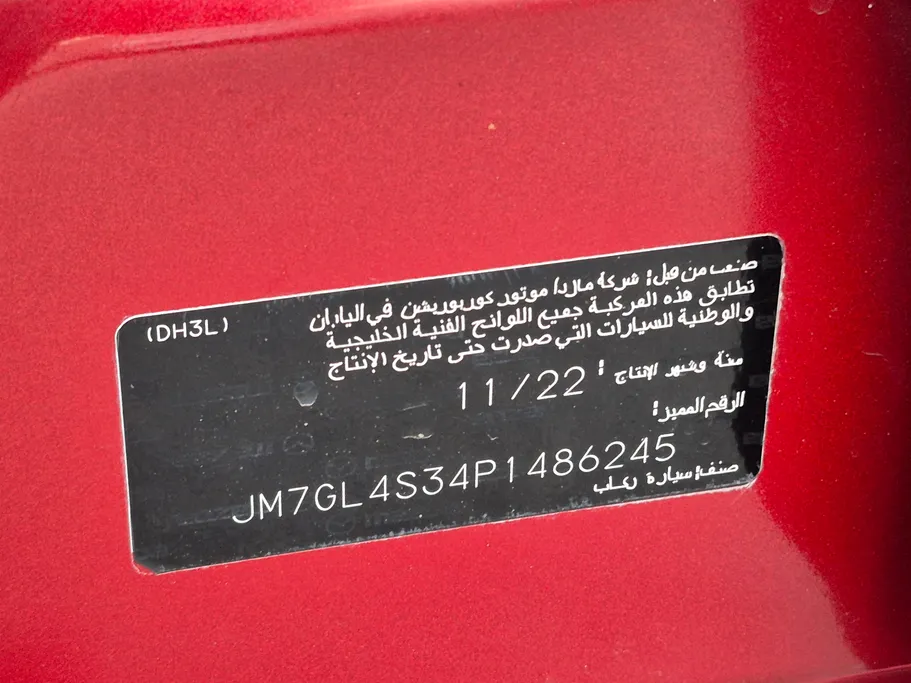 (DH3L)
صنعت من قبل: شركة مازدا موتور كوربوريشن في اليابان
تطابق هذه المركبة جميع اللوائح الفنية الخليجية
والوطنية للسيارات التي صدرت حتى تاريخ الإنتاج
سنة وشهر الإنتاج : 11/22
الرقم المميز:
JM7GL4S34P1486245
صنف: سيارة ركاب